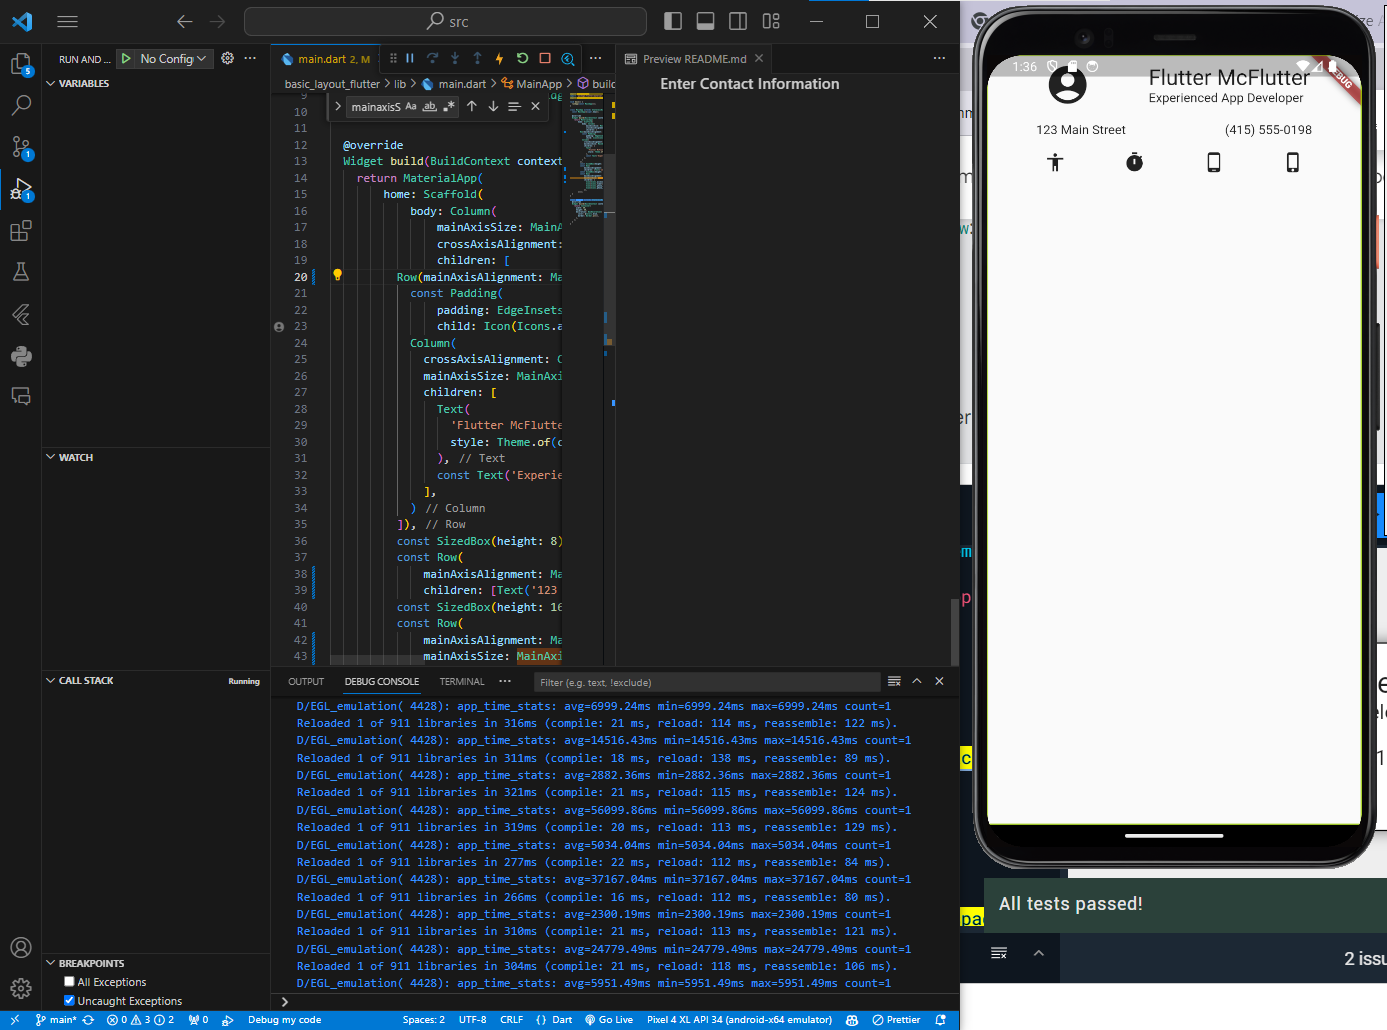 src
RUN AND ...
No Config
VARIABLES
WATCH
CALL STACK
Running
BREAKPOINTS
All Exceptions
Uncaught Exceptions
5
1
1
main.dart 2, M
Preview README.md
basic_layout_flutter > lib > main.dart > MainApp > build
mainaxisS
Aa ab
Enter Contact Information
9
10
11
12 @override
13 Widget build(BuildContext context
14 return MaterialApp(
15 home: Scaffold(
16 body: Column(
17 mainAxisSize: MainA
18 crossAxisAlignment:
19 children: [
20 Row(mainAxisAlignment: Ma
21 const Padding(
22 padding: EdgeInsets
23 child: Icon(Icons.a
24 Column(
25 crossAxisAlignment: C
26 mainAxisSize: MainAxi
27 children: [
28 Text(
29 'Flutter McFlutte
30 style: Theme.of(c
31 ), // Text
32 const Text('Experie
33 ],
34 ) // Column
35 ]), // Row
36 const SizedBox(height: 8)
37 const Row(
38 mainAxisAlignment: Ma
39 children: [Text('123
40 const SizedBox(height: 16
41 const Row(
42 mainAxisAlignment: Ma
43 mainAxisSize: MainAxi
OUTPUT
DEBUG CONSOLE
TERMINAL
Filter (e.g. text, !exclude)
D/EGL_emulation( 4428): app_time_stats: avg=6999.24ms min=6999.24ms max=6999.24ms count=1
Reloaded 1 of 911 libraries in 316ms (compile: 21 ms, reload: 114 ms, reassemble: 122 ms).
D/EGL_emulation( 4428): app_time_stats: avg=14516.43ms min=14516.43ms max=14516.43ms count=1
Reloaded 1 of 911 libraries in 311ms (compile: 18 ms, reload: 138 ms, reassemble: 89 ms).
D/EGL_emulation( 4428): app_time_stats: avg=2882.36ms min=2882.36ms max=2882.36ms count=1
Reloaded 1 of 911 libraries in 321ms (compile: 21 ms, reload: 115 ms, reassemble: 124 ms).
D/EGL_emulation( 4428): app_time_stats: avg=56099.86ms min=56099.86ms max=56099.86ms count=1
Reloaded 1 of 911 libraries in 319ms (compile: 20 ms, reload: 113 ms, reassemble: 129 ms).
D/EGL_emulation( 4428): app_time_stats: avg=5034.04ms min=5034.04ms max=5034.04ms count=1
Reloaded 1 of 911 libraries in 277ms (compile: 22 ms, reload: 112 ms, reassemble: 84 ms).
D/EGL_emulation( 4428): app_time_stats: avg=37167.04ms min=37167.04ms max=37167.04ms count=1
Reloaded 1 of 911 libraries in 266ms (compile: 16 ms, reload: 112 ms, reassemble: 80 ms).
D/EGL_emulation( 4428): app_time_stats: avg=2300.19ms min=2300.19ms max=2300.19ms count=1
Reloaded 1 of 911 libraries in 310ms (compile: 21 ms, reload: 113 ms, reassemble: 121 ms).
D/EGL_emulation( 4428): app_time_stats: avg=24779.49ms min=24779.49ms max=24779.49ms count=1
Reloaded 1 of 911 libraries in 304ms (compile: 21 ms, reload: 118 ms, reassemble: 106 ms).
D/EGL_emulation( 4428): app_time_stats: avg=5951.49ms min=5951.49ms max=5951.49ms count=1
main* 0 3 2 0 Debug my code Spaces: 2 UTF-8 CRLF {} Dart Go Live Pixel 4 XL API 34 (android-x64 emulator) Prettier
1:36
Flutter McFlutter
Experienced App Developer
123 Main Street
(415) 555-0198
All tests passed!
2 issu